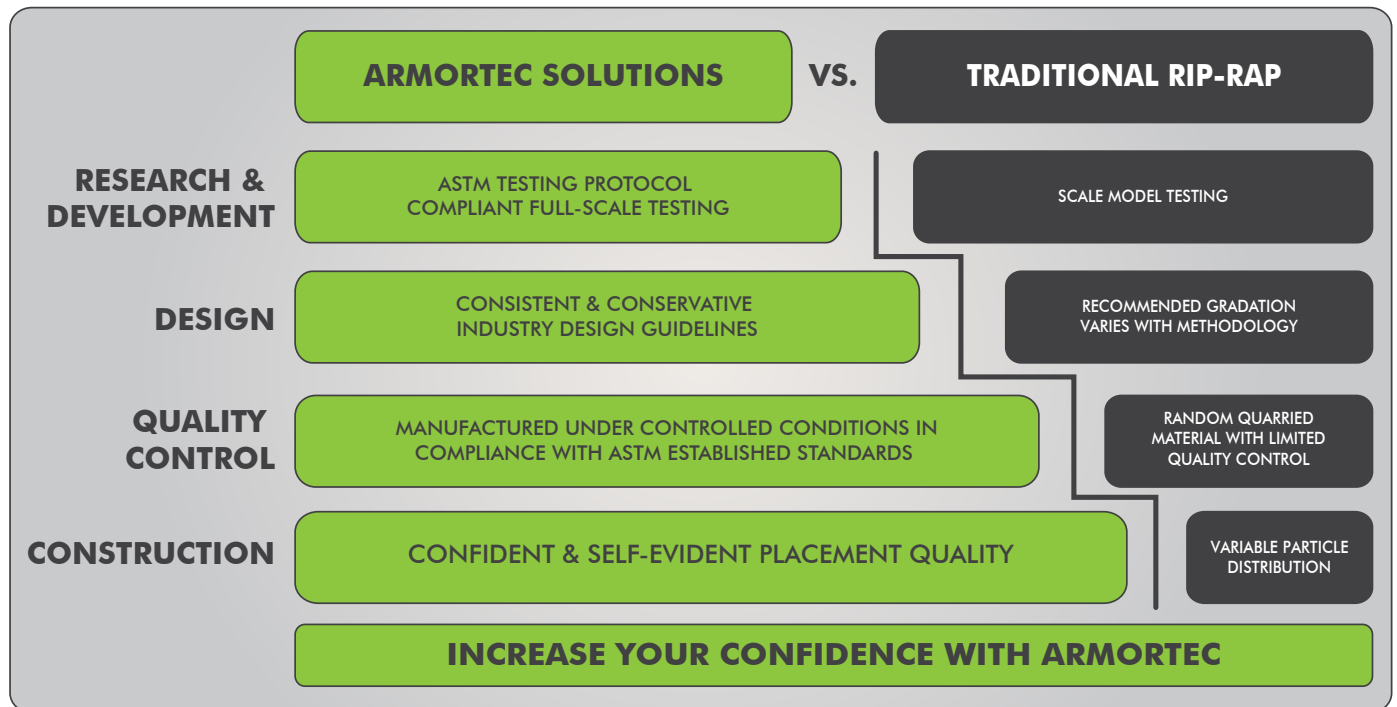 ARMORTEC SOLUTIONS
VS.
TRADITIONAL RIP-RAP
RESEARCH &
DEVELOPMENT
ASTM TESTING PROTOCOL
COMPLIANT FULL-SCALE TESTING
SCALE MODEL TESTING
DESIGN
CONSISTENT & CONSERVATIVE
INDUSTRY DESIGN GUIDELINES
RECOMMENDED GRADATION
VARIES WITH METHODOLOGY
QUALITY
CONTROL
MANUFACTURED UNDER CONTROLLED CONDITIONS IN
COMPLIANCE WITH ASTM ESTABLISHED STANDARDS
RANDOM QUARRIED
MATERIAL WITH LIMITED
QUALITY CONTROL
CONSTRUCTION
CONFIDENT & SELF-EVIDENT PLACEMENT QUALITY
VARIABLE PARTICLE
DISTRIBUTION
INCREASE YOUR CONFIDENCE WITH ARMORTEC